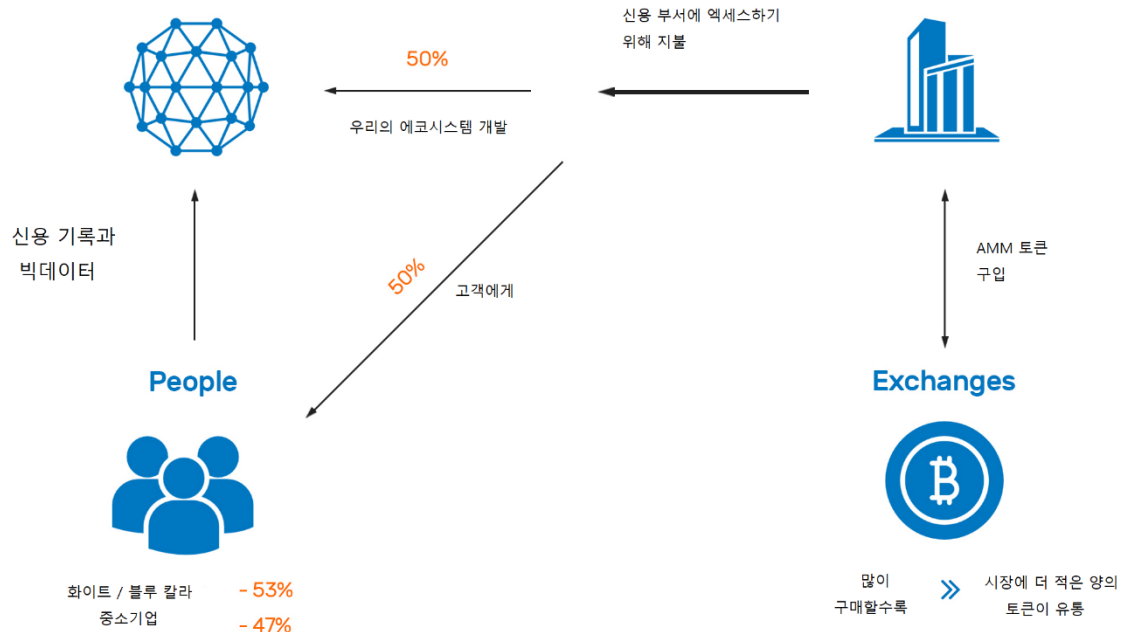 신용 부서에 엑세스하기
위해 지불
50%
우리의 에코시스템 개발
신용 기록과
빅데이터
50%
고객에게
AMM 토큰
구입
People
Exchanges
화이트 / 블루 칼라 - 53%
중소기업 - 47%
많이
구매할수록
시장에 더 적은 양의
토큰이 유통